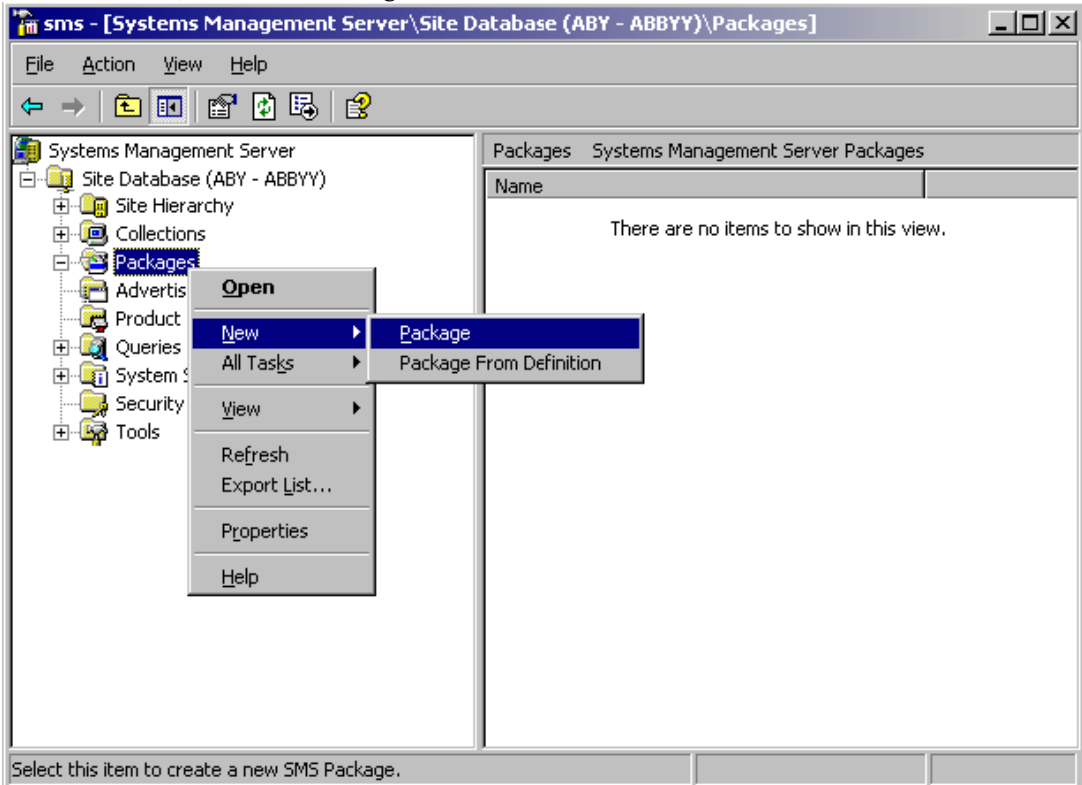 sms - [Systems Management Server\Site Database (ABY - ABBYY)\Packages]
File Action View Help
Systems Management Server
Site Database (ABY - ABBYY)
Site Hierarchy
Collections
Packages
Advertis
Product
Queries
System S
Security
Tools
Open
New
All Tasks
View
Refresh
Export List...
Properties
Help
Package
Package From Definition
Packages Systems Management Server Packages
Name
There are no items to show in this view.
Select this item to create a new SMS Package.